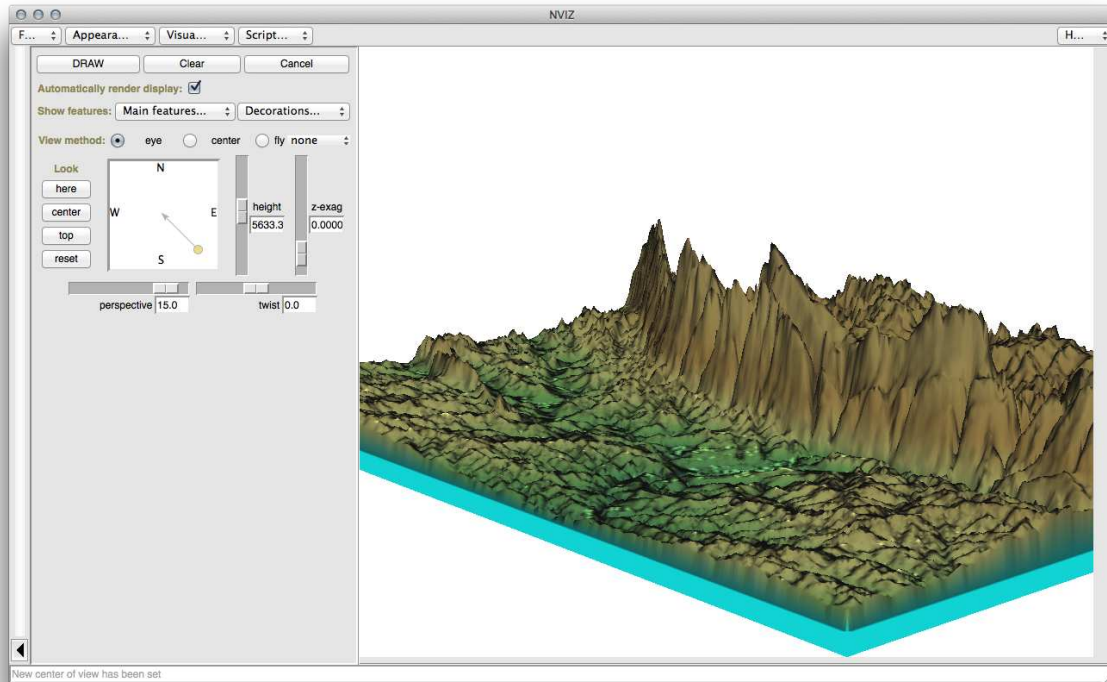 NVIZ
F... Appeara... Visua... Script... H...
DRAW Clear Cancel
Automatically render display:
Show features: Main features... Decorations...
View method: eye center fly none
Look
here
center
top
reset
N
W E
S
height
5633.3
z-exag
0.0000
perspective 15.0
twist 0.0
New center of view has been set